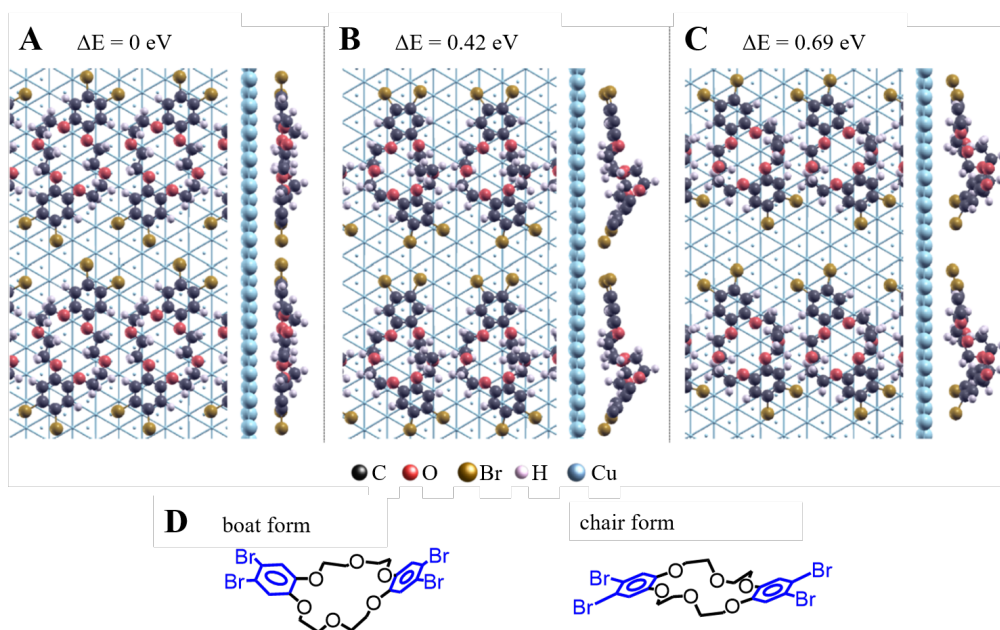 A ΔE = 0 eV
B ΔE = 0.42 eV
C ΔE = 0.69 eV
C O Br H Cu
D boat form
chair form
Br
Br
O
O
O
O
O
O
Br
Br
Br
Br
O
O
O
O
O
O
Br
Br